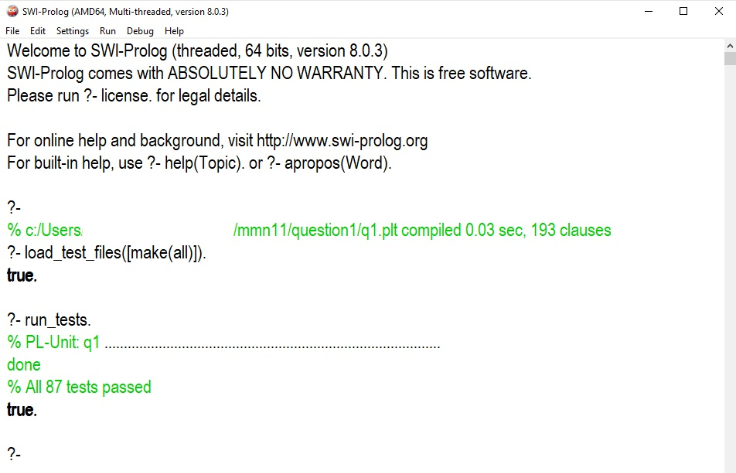 SWI-Prolog (AMD64, Multi-threaded, version 8.0.3)
File Edit Settings Run Debug Help
Welcome to SWI-Prolog (threaded, 64 bits, version 8.0.3)
SWI-Prolog comes with ABSOLUTELY NO WARRANTY. This is free software.
Please run ?- license. for legal details.
For online help and background, visit http://www.swi-prolog.org
For built-in help, use ?- help(Topic). or ?- apropos(Word).
?-
% c:/Users/ /mmn11/question1/q1.plt compiled 0.03 sec, 193 clauses
?- load_test_files([make(all)]).
true.
?- run_tests.
% PL-Unit: q1 .......................................................................................
done
% All 87 tests passed
true.
?-